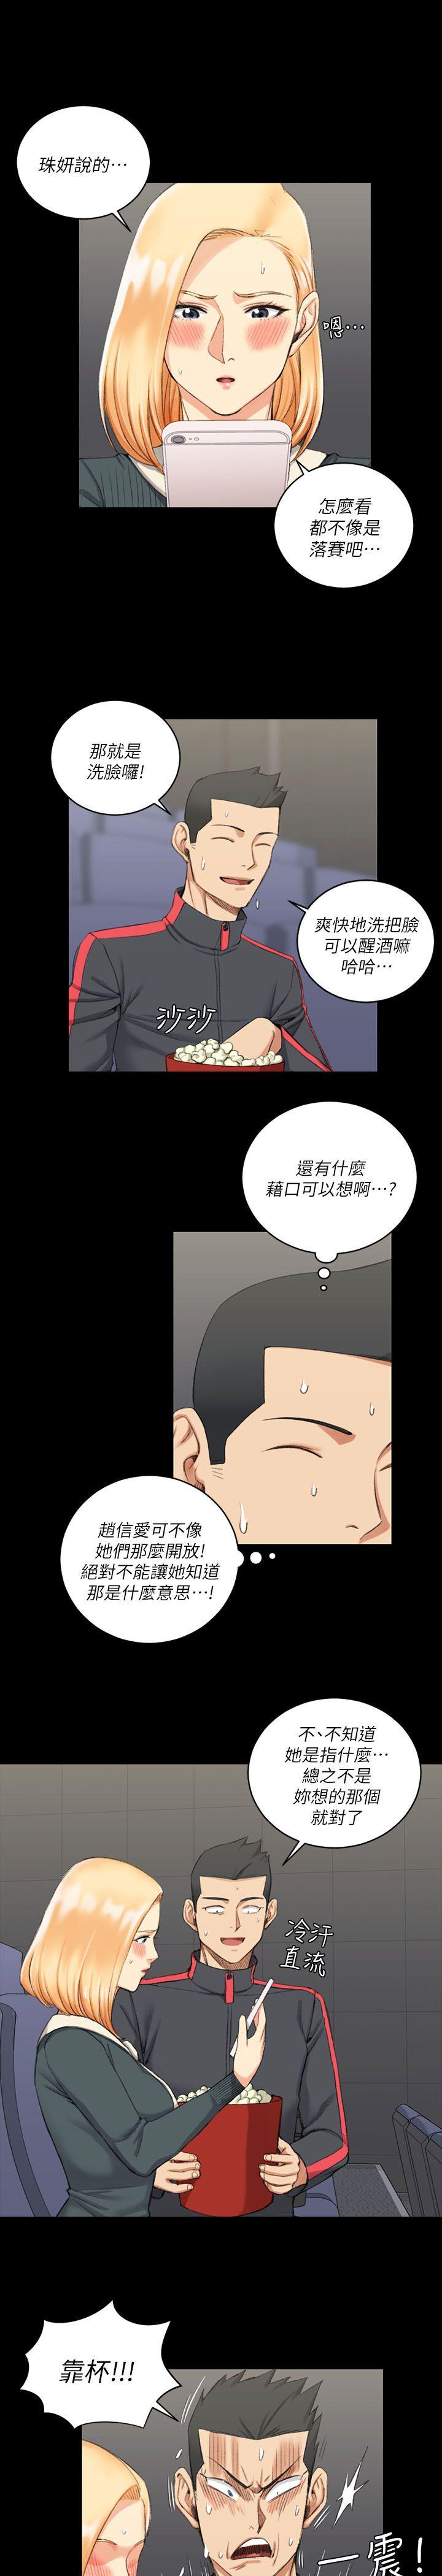 珠妍說的⋯
嗯⋯
怎麼看
都不像是
落賽吧⋯
那就是
洗臉囉!
爽快地洗把臉
可以醒酒嘛
哈哈⋯
沙沙
還有什麼
藉口可以想啊⋯?
趙信愛可不像
她們那麼開放!
絕對不能讓她知道
那是什麼意思⋯!
不、不知道
她是指什麼⋯
總之不是
妳想的那個
就對了
冷汗
直流
靠杯!!!
一震!